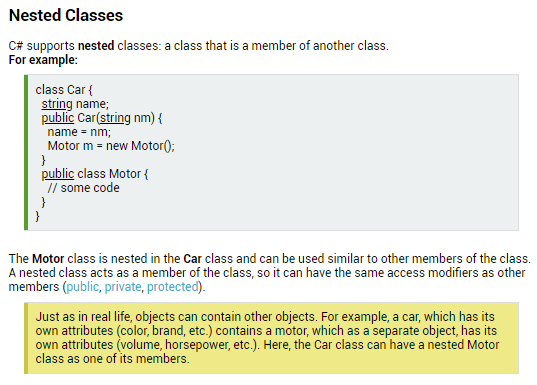 Nested Classes
C# supports nested classes: a class that is a member of another class.
For example:
class Car {
string name;
public Car(string nm) {
name = nm;
Motor m = new Motor();
}
public class Motor {
// some code
}
}
The Motor class is nested in the Car class and can be used similar to other members of the class.
A nested class acts as a member of the class, so it can have the same access modifiers as other
members (public, private, protected).
Just as in real life, objects can contain other objects. For example, a car, which has its
own attributes (color, brand, etc.) contains a motor, which as a separate object, has its
own attributes (volume, horsepower, etc.). Here, the Car class can have a nested Motor
class as one of its members.